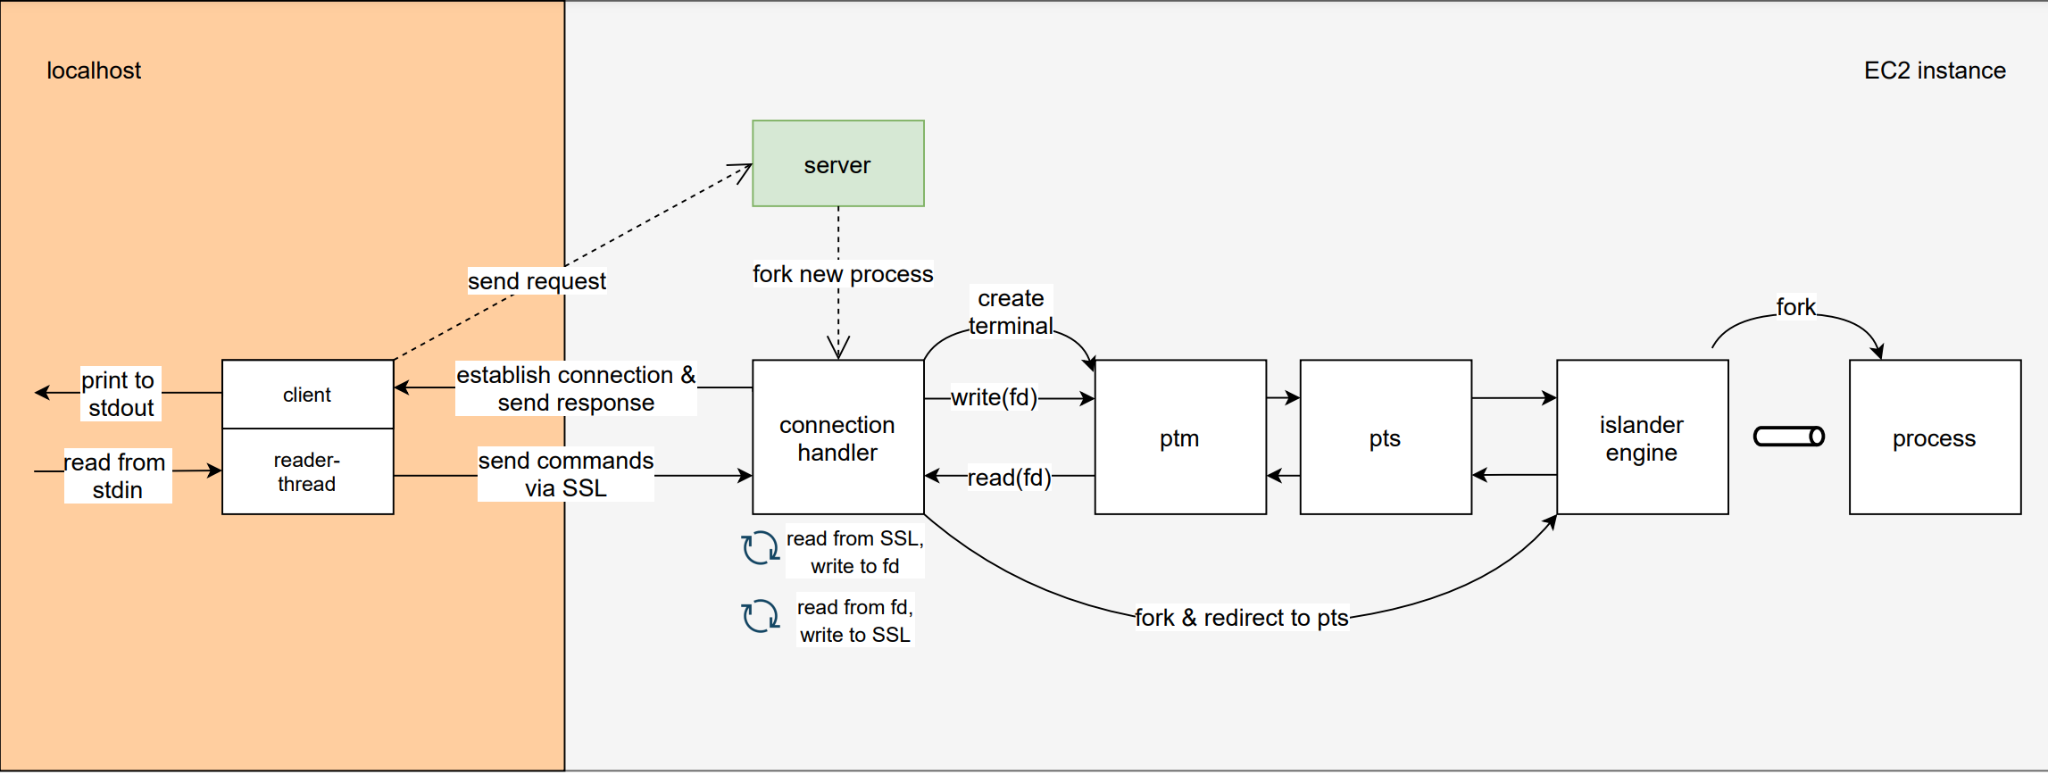 localhost
EC2 instance
server
send request
fork new process
create
terminal
fork
print to
stdout
client
establish connection &
send response
write(fd)
connection
handler
ptm
pts
islander
engine
process
read from
stdin
reader-
thread
send commands
via SSL
read(fd)
read from SSL,
write to fd
read from fd,
write to SSL
fork & redirect to pts